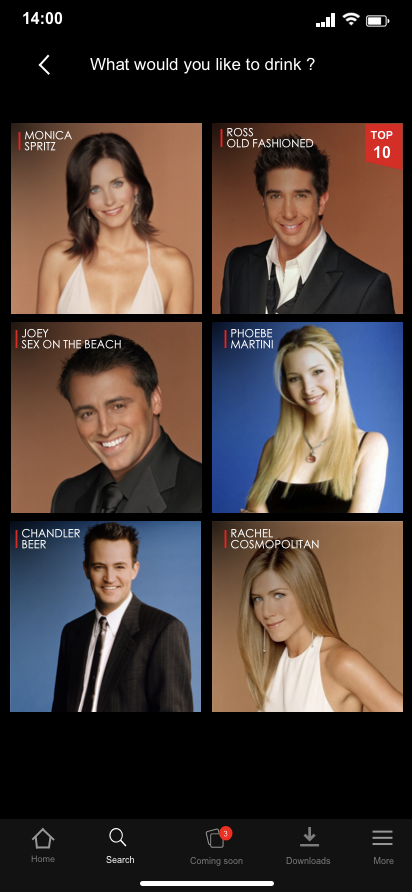 14:00
What would you like to drink ?
MONICA
SPRITZ
ROSS
OLD FASHIONED
TOP
10
JOEY
SEX ON THE BEACH
PHOEBE
MARTINI
CHANDLER
BEER
RACHEL
COSMOPOLITAN
Home
Search
3
Coming soon
Downloads
More